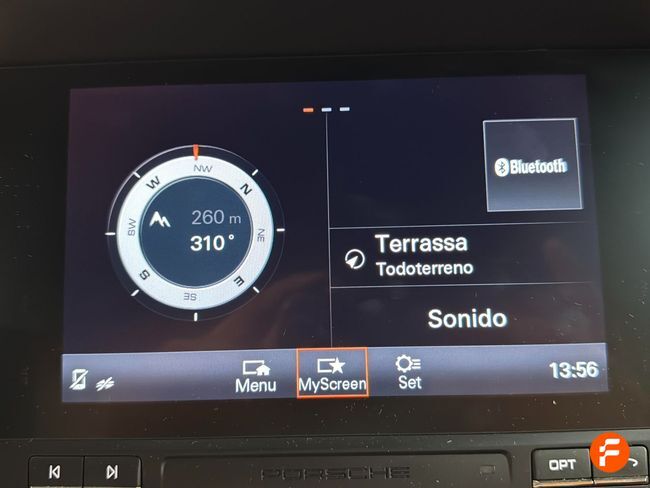 NW
W
N
SW
260 m
310°
NE
S
E
SE
Bluetooth
Terrassa
Todoterreno
Sonido
Menu
MyScreen
Set
13:56
PORSCHE
OPT
F